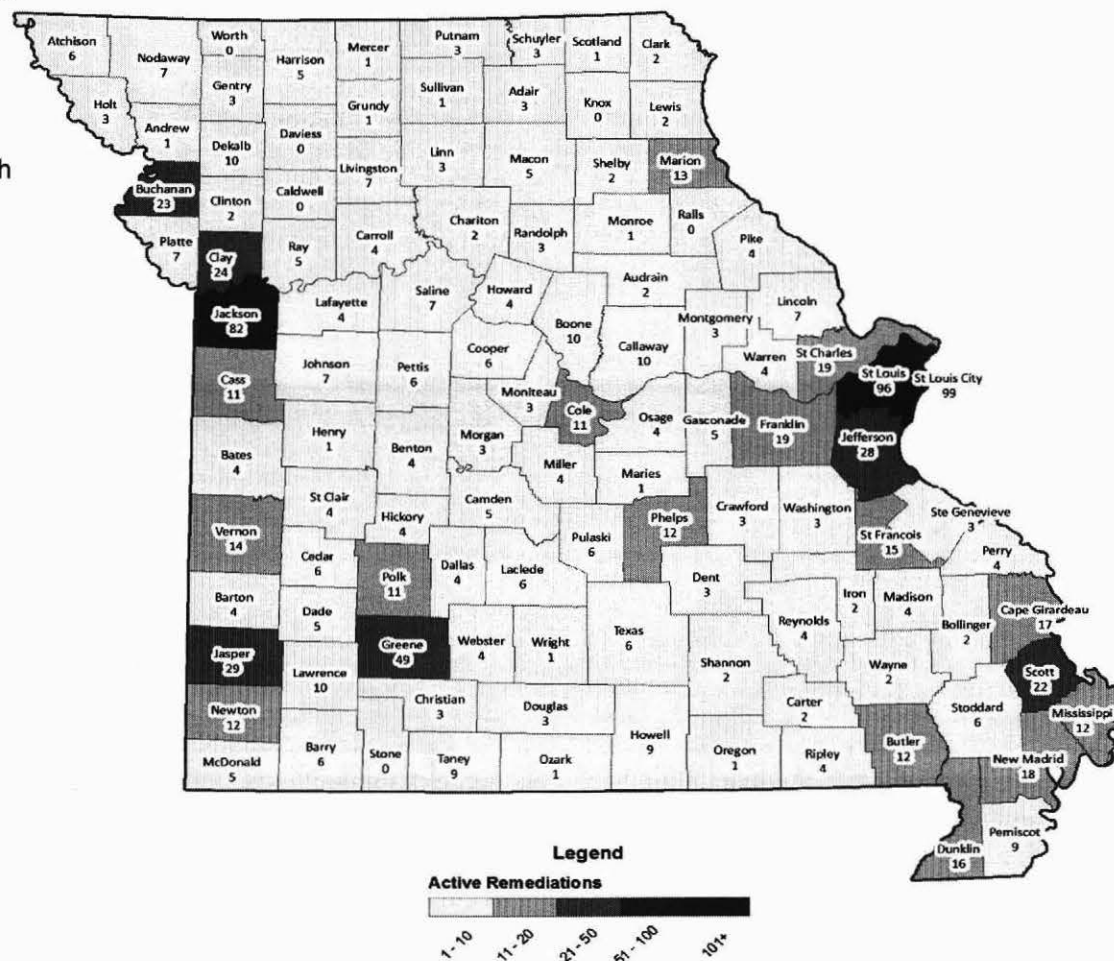 Atchison
6
Nodaway
7
Worth
0
Harrison
5
Mercer
1
Putnam
3
Schuyler
3
Scotland
1
Clark
2
Holt
3
Andrew
1
Gentry
3
Dekalb
10
Daviess
0
Grundy
1
Sullivan
1
Adair
3
Knox
0
Lewis
2
h
Buchanan
23
Clinton
2
Caldwell
0
Livingston
7
Linn
3
Macon
5
Shelby
2
Marion
13
Platte
7
Clay
24
Ray
5
Carroll
4
Chariton
2
Randolph
3
Monroe
1
Ralls
0
Pike
4
Jackson
82
Lafayette
4
Saline
7
Howard
4
Boone
10
Audrain
2
Callaway
10
Montgomery
3
Lincoln
7
Warren
4
St Charles
19
St Louis
96
St Louis City
99
Cass
11
Johnson
7
Pettis
6
Cooper
6
Moniteau
3
Cole
11
Osage
4
Gasconade
5
Franklin
19
Jefferson
28
Bates
4
Henry
1
Benton
4
Morgan
3
Miller
4
Maries
1
St Clair
4
Hickory
4
Camden
5
Pulaski
6
Phelps
12
Crawford
3
Washington
3
St Francois
15
Ste Genevieve
3
Perry
4
Vernon
14
Cedar
6
Polk
11
Dallas
4
Laclede
6
Dent
3
Iron
2
Madison
4
Bollinger
2
Cape Girardeau
17
Barton
4
Dade
5
Jasper
29
Greene
49
Webster
4
Wright
1
Texas
6
Shannon
2
Reynolds
4
Wayne
2
Scott
22
Mississippi
12
Lawrence
10
Christian
3
Douglas
3
Howell
9
Carter
2
Stoddard
6
Newton
12
McDonald
5
Barry
6
Stone
0
Taney
9
Ozark
1
Oregon
1
Ripley
4
Butler
12
New Madrid
18
Dunklin
16
Pemiscot
9
Legend
Active Remediations
1 - 10
11 - 20
21 - 50
51 - 100
101+